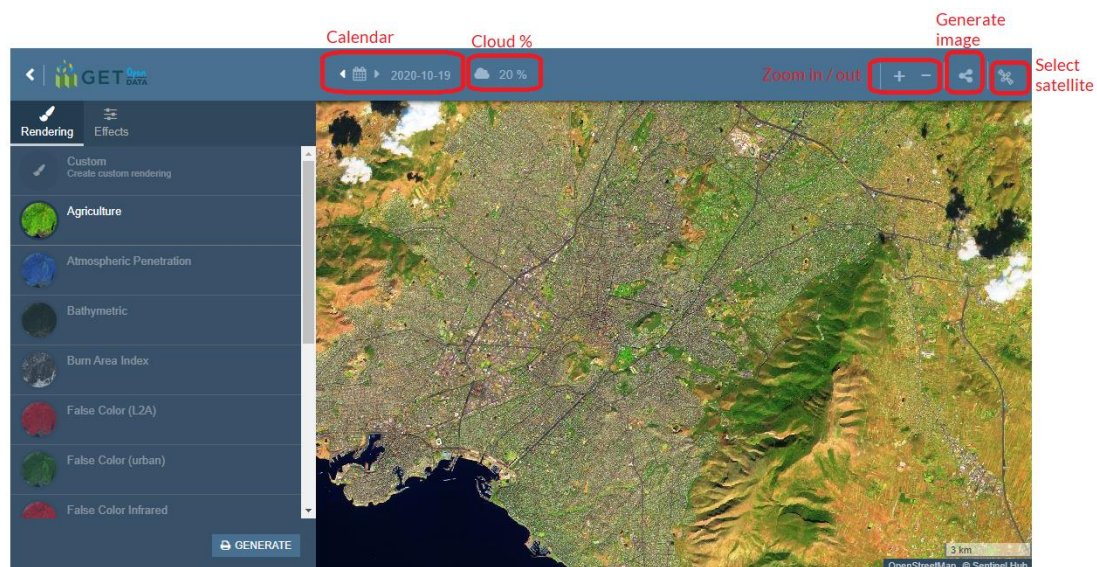 Calendar
Cloud %
Generate
image
Select
satellite
GET Open
DATA
2020-10-19
20 %
Zoom in / out
Rendering
Effects
Custom
Create custom rendering
Agriculture
Atmospheric Penetration
Bathymetric
Burn Area Index
False Color (L2A)
False Color (urban)
False Color Infrared
GENERATE
3 km
OpenStreetMap, © Sentinel Hub